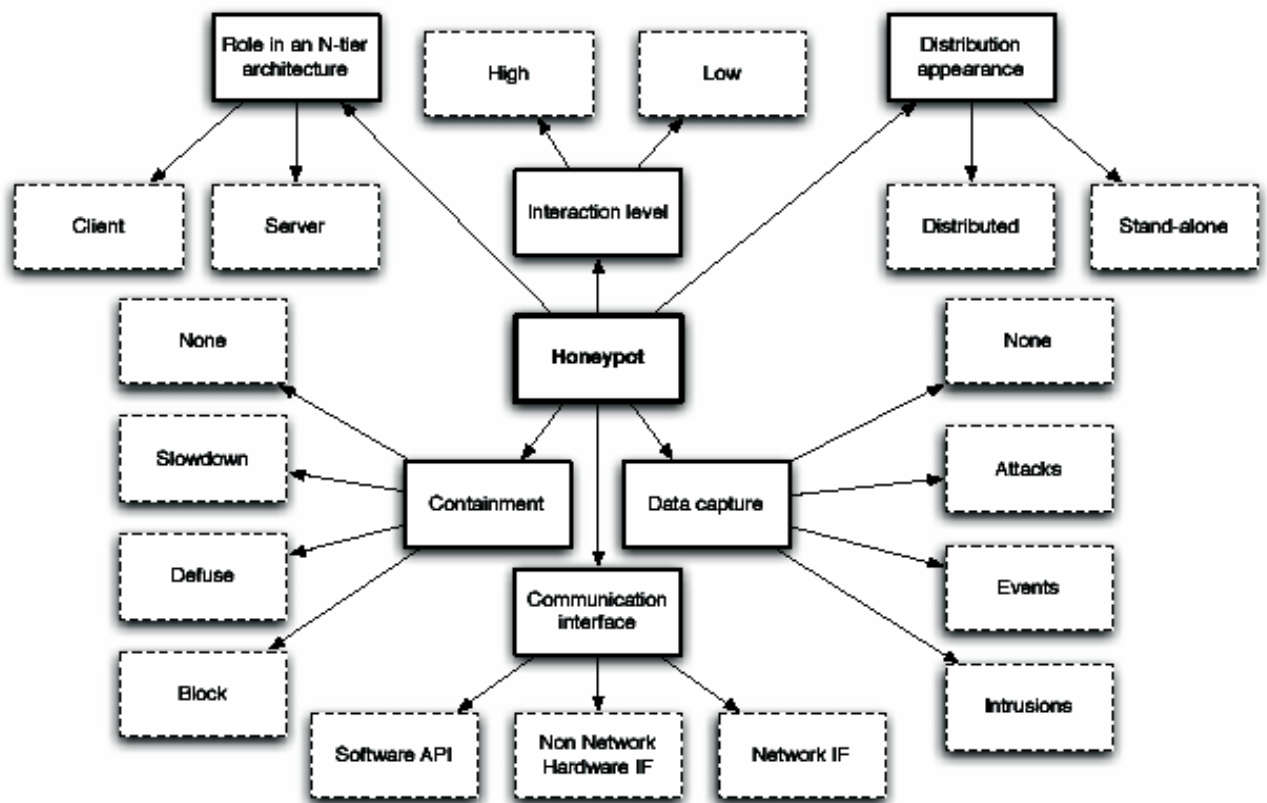 Role in an N-tier
architecture
High
Low
Distribution
appearance
Client
Server
Interaction level
Distributed
Stand-alone
None
Honeypot
None
Slowdown
Attacks
Containment
Data capture
Defuse
Events
Communication
interface
Block
Intrusions
Software API
Non Network
Hardware IF
Network IF